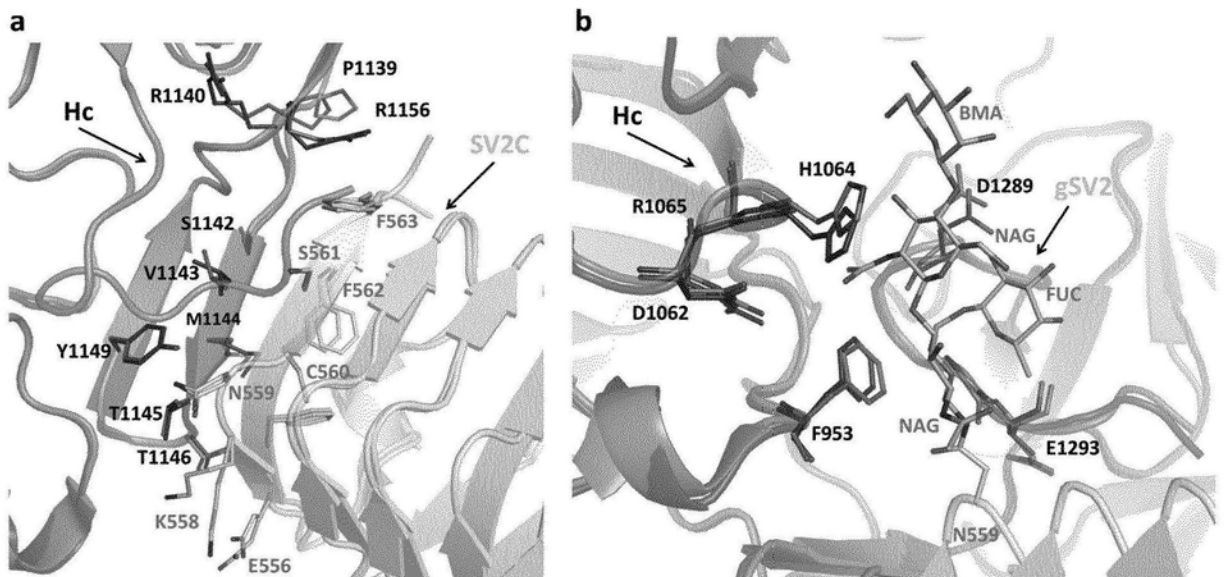 a
P1139
R1140
R1156
Hc
SV2C
S1142
F563
S561
V1143
F562
M1144
Y1149
C560
N559
T1145
T1146
K558
E556
b
BMA
Hc
H1064
D1289
gSV2
R1065
NAG
FUC
D1062
NAG
F953
E1293
N559